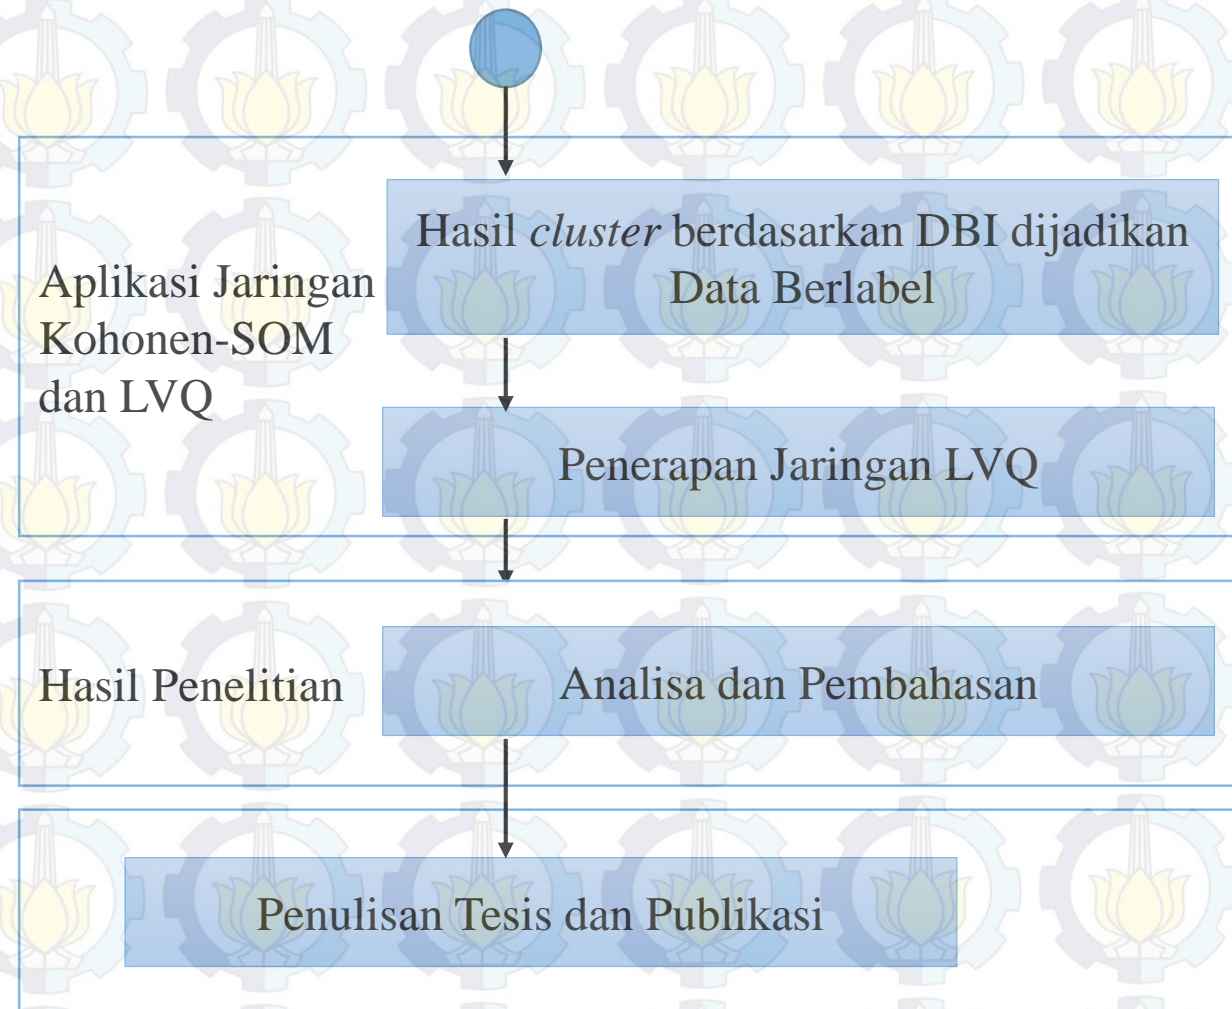 Hasil cluster berdasarkan DBI dijadikan
Data Berlabel
Aplikasi Jaringan
Kohonen-SOM
dan LVQ
Penerapan Jaringan LVQ
Hasil Penelitian
Analisa dan Pembahasan
Penulisan Tesis dan Publikasi